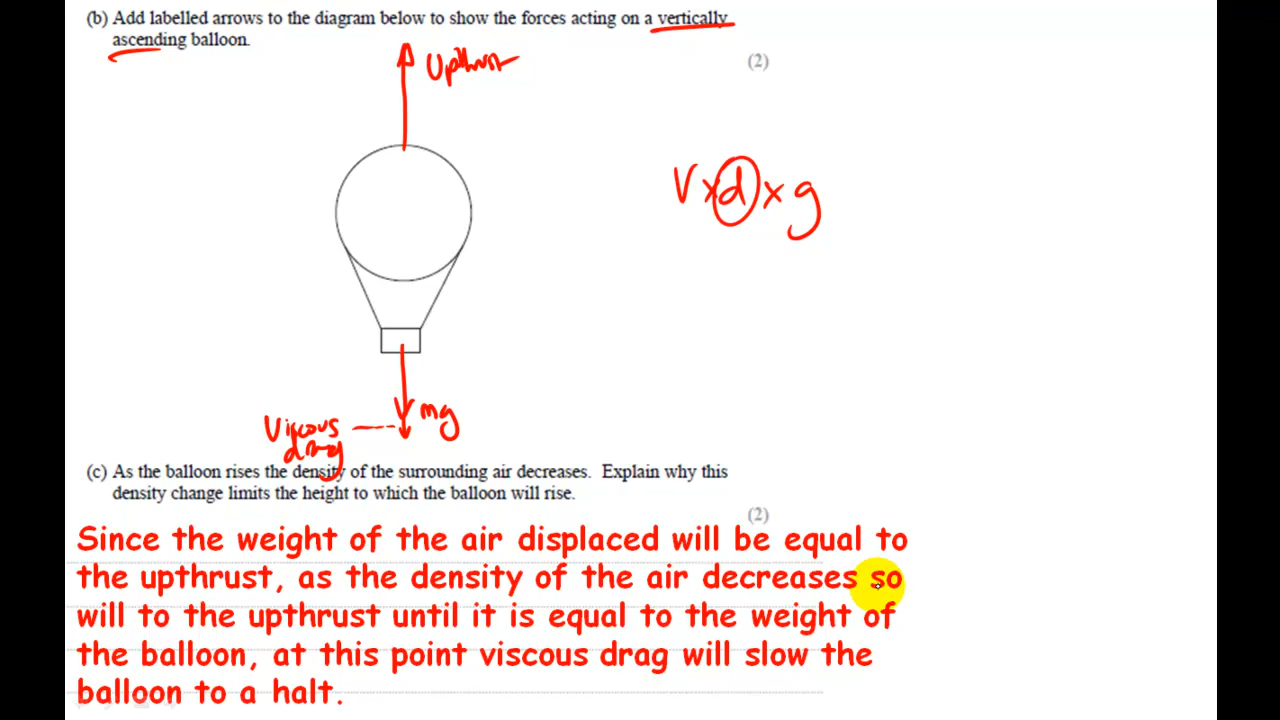 (b) Add labelled arrows to the diagram below to show the forces acting on a vertically
ascending balloon.
(2)
Upthrust
V x d x g
mg
Viscous
drag
(c) As the balloon rises the density of the surrounding air decreases. Explain why this
density change limits the height to which the balloon will rise.
(2)
Since the weight of the air displaced will be equal to
the upthrust, as the density of the air decreases so
will to the upthrust until it is equal to the weight of
the balloon, at this point viscous drag will slow the
balloon to a halt.